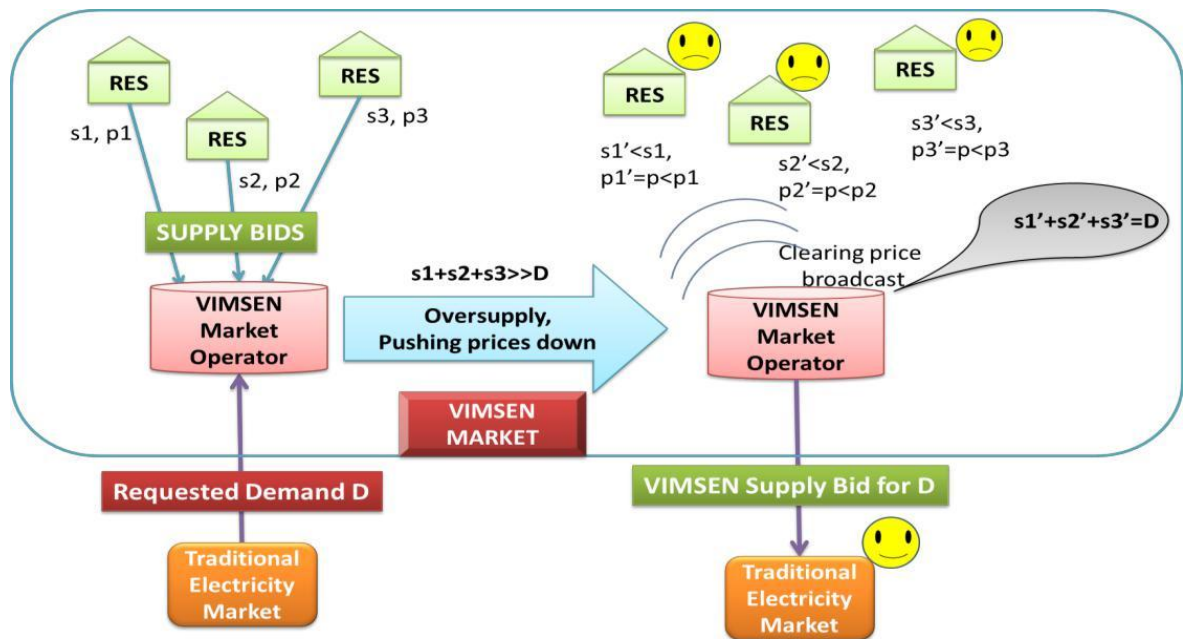 RES
s1, p1
RES
s2, p2
RES
s3, p3
SUPPLY BIDS
VIMSEN
Market
Operator
Requested Demand D
Traditional
Electricity
Market
s1+s2+s3>>D
Oversupply,
Pushing prices down
VIMSEN
MARKET
RES
s1’<s1,
p1’=p<p1
RES
s2’<s2,
p2’=p<p2
RES
s3’<s3,
p3’=p<p3
s1’+s2’+s3’=D
Clearing price
broadcast
VIMSEN
Market
Operator
VIMSEN Supply Bid for D
Traditional
Electricity
Market